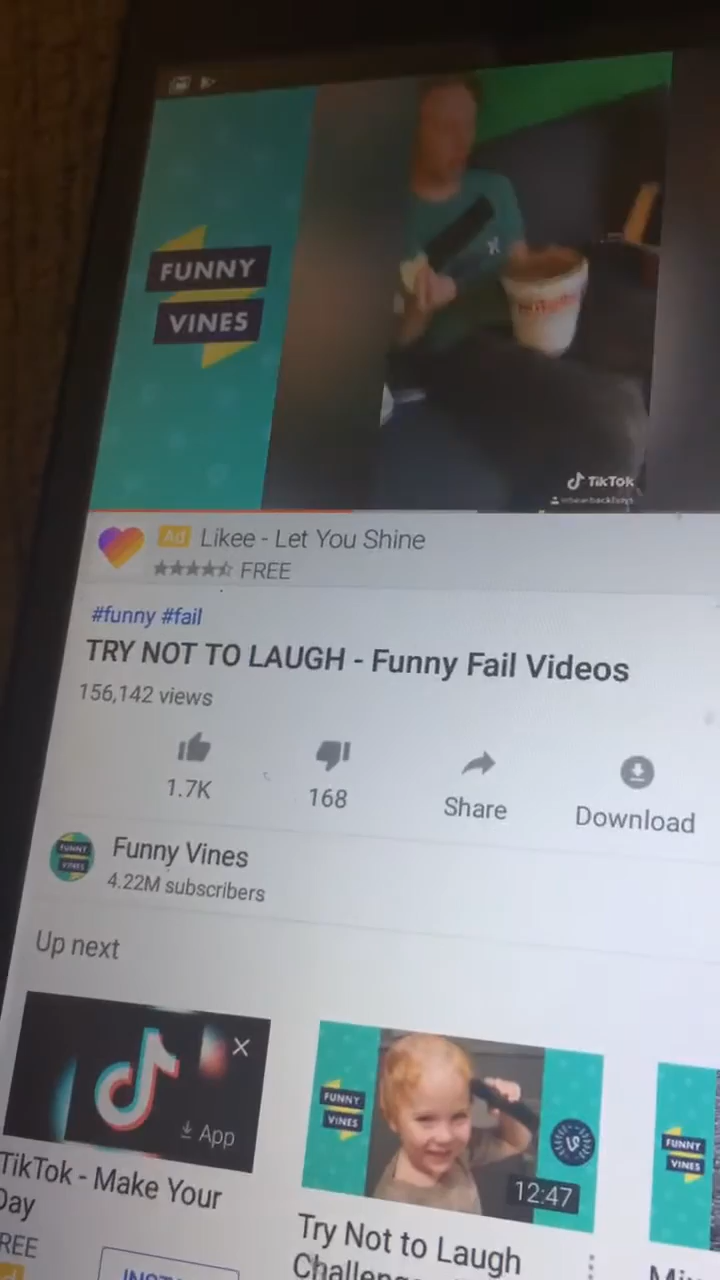 FUNNY
VINES
TikTok
Ad Likee - Let You Shine
FREE
#funny #fail
TRY NOT TO LAUGH - Funny Fail Videos
156,142 views
1.7K
168
Share
Download
FUNNY
VINES
Funny Vines
4.22M subscribers
Up next
App
TikTok - Make Your
Day
FUNNY
VINES
12:47
Try Not to Laugh
FUNNY
VINES